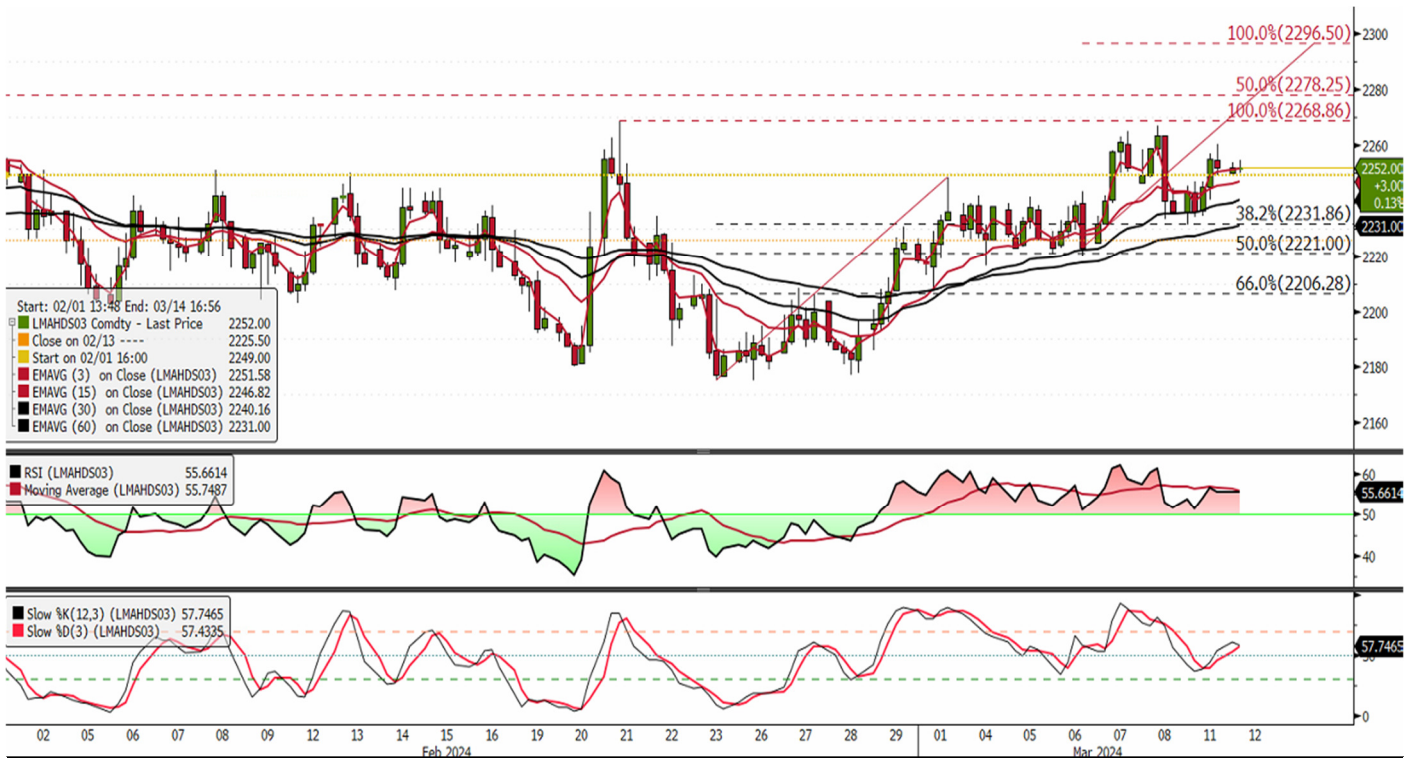 100.0%(2296.50)
50.0%(2278.25)
100.0%(2268.86)
38.2%(2231.86)
50.0%(2221.00)
66.0%(2206.28)
2300
2280
2260
2252.00
+3.00
0.13%
2231.00
2220
2200
2180
2160
Start: 02/01 13:48 End: 03/14 16:56
LMAHDS03 Comdty - Last Price 2252.00
Close on 02/13 ---- 2225.50
Start on 02/01 16:00 2249.00
EMAVG (3) on Close (LMAHDS03) 2251.58
EMAVG (15) on Close (LMAHDS03) 2246.82
EMAVG (30) on Close (LMAHDS03) 2240.16
EMAVG (60) on Close (LMAHDS03) 2231.00
RSI (LMAHDS03) 55.6614
Moving Average (LMAHDS03) 55.7487
60
55.6614
50
40
Slow %K(12,3) (LMAHDS03) 57.7465
Slow %D(3) (LMAHDS03) 57.4335
57.7465
0
02 05 06 07 08 09 12 13 14 15 16 19 20 21 22 23 26 27 28 29 01 04 05 06 07 08 11 12
Feb 2024 Mar 2024